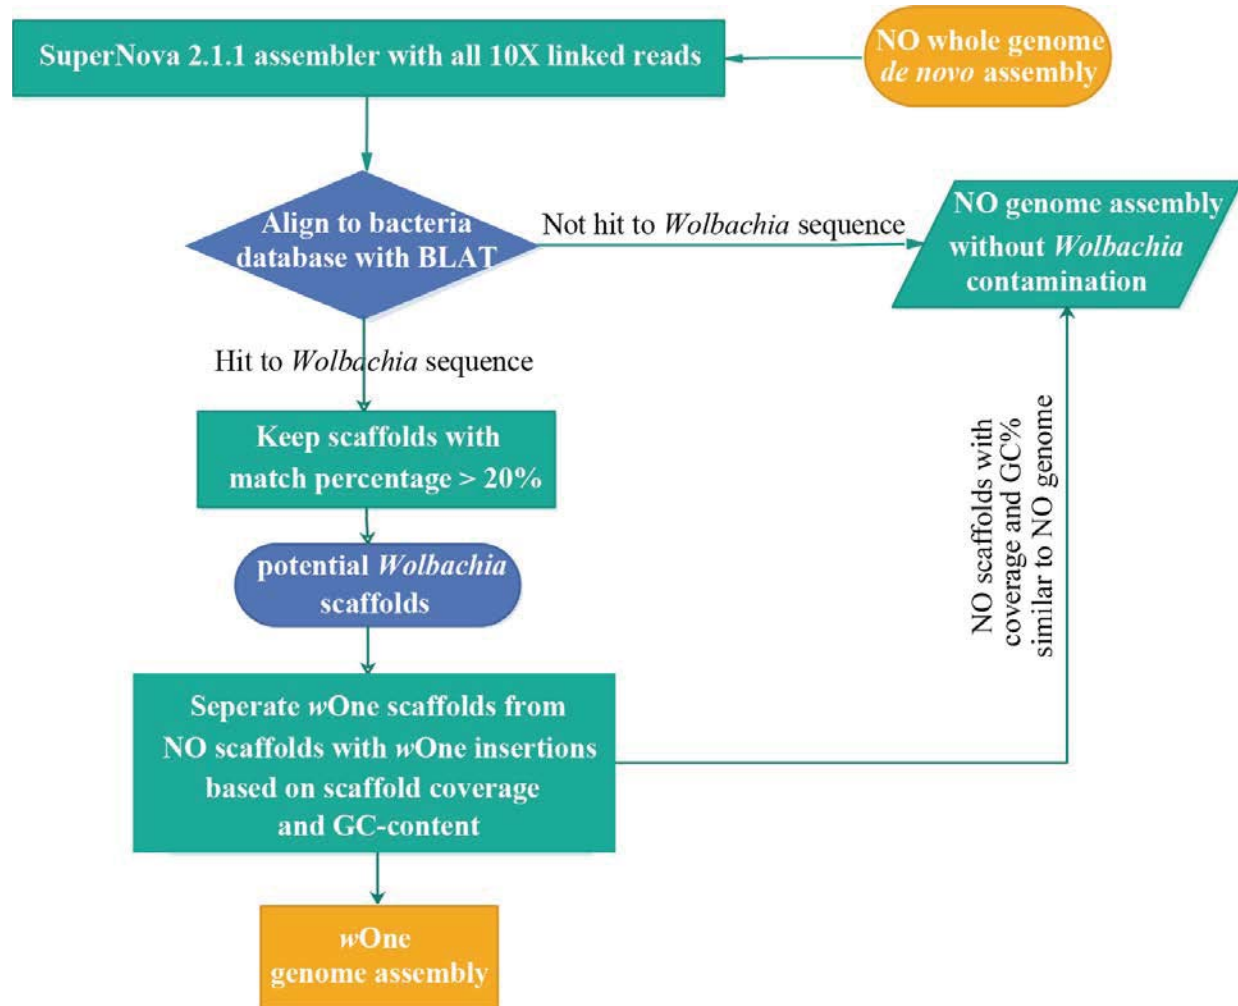 SuperNova 2.1.1 assembler with all 10X linked reads
NO whole genome
de novo assembly
Align to bacteria
database with BLAT
Not hit to Wolbachia sequence
NO genome assembly
without Wolbachia
contamination
Hit to Wolbachia sequence
Keep scaffolds with
match percentage > 20%
potential Wolbachia
scaffolds
NO scaffolds with
coverage and GC%
similar to NO genome
Seperate wOne scaffolds from
NO scaffolds with wOne insertions
based on scaffold coverage
and GC-content
wOne
genome assembly